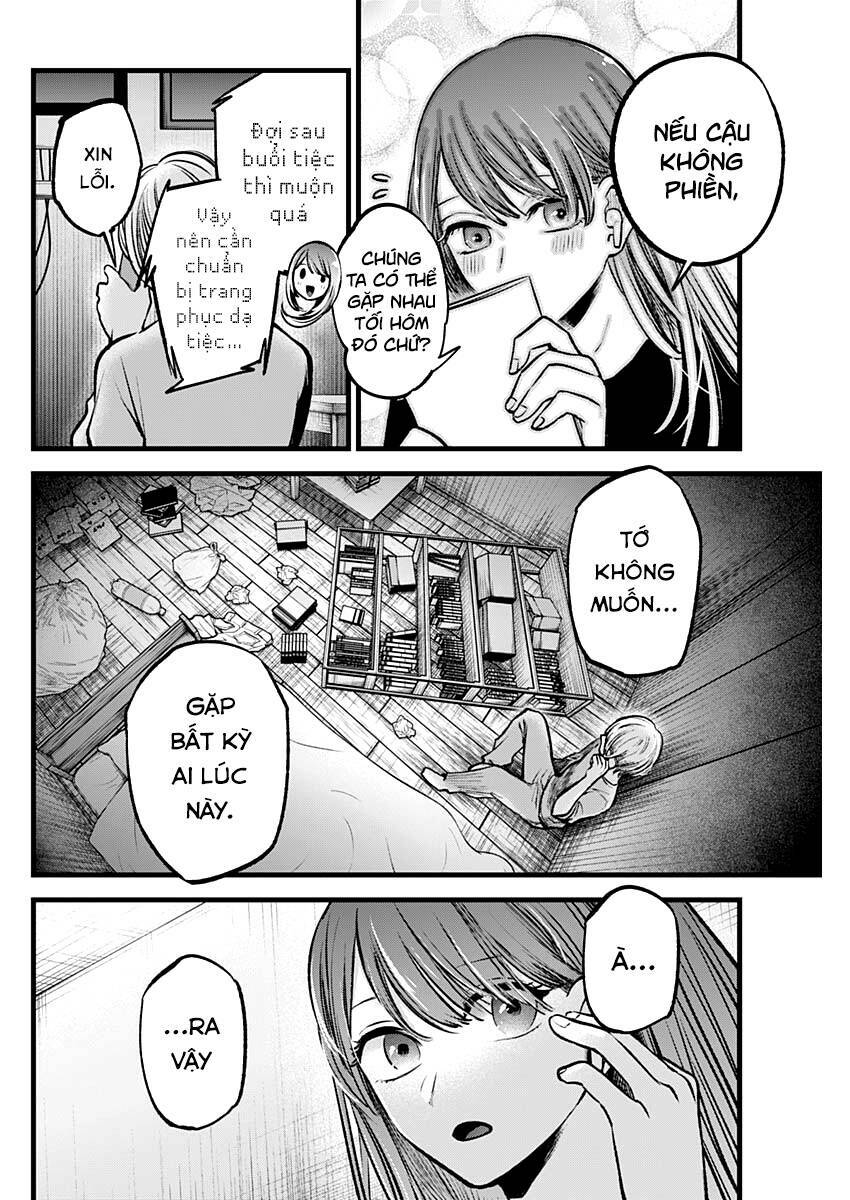 NẾU CẬU
KHÔNG
PHIỀN,
CHÚNG
TA CÓ THỂ
GẶP NHAU
TỐI HÔM
ĐÓ CHỨ?
Đợi sau
buổi tiệc
thì muộn
quá
Vậy
nên cần
chuẩn
bị trang
phục dạ
tiệc...
XIN
LỖI.
TỚ
KHÔNG
MUỐN...
GẶP
BẤT KỲ
AI LÚC
NÀY.
À...
...RA
VẬY